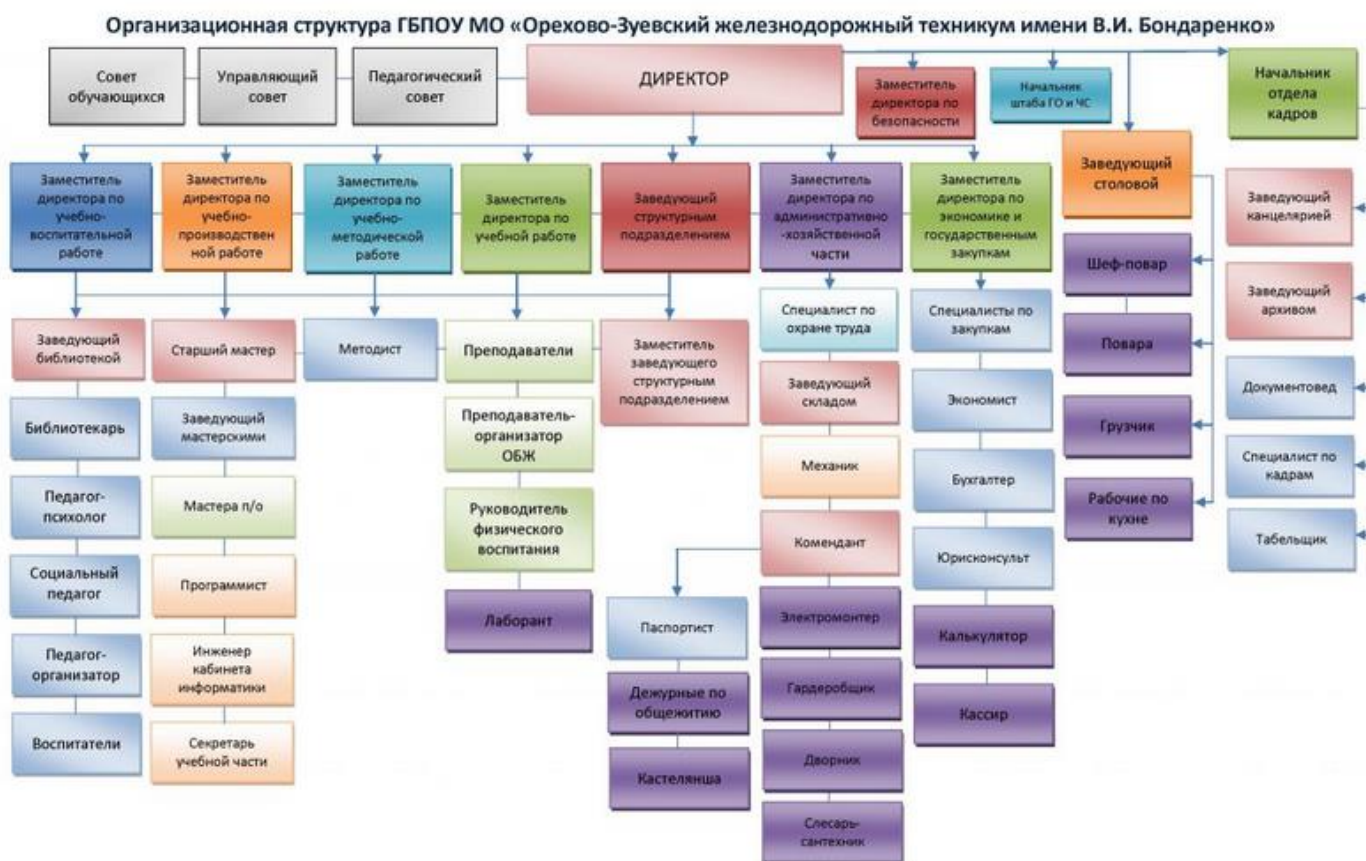 Организационная структура ГБПОУ МО «Орехово-Зуевский железнодорожный техникум имени В.И. Бондаренко»
Совет
обучающихся
Управляющий
совет
Педагогический
совет
ДИРЕКТОР
Заместитель
директора по
безопасности
Начальник
штаба ГО и ЧС
Начальник
отдела
кадров
Заместитель
директора по
учебно-
воспитательной
работе
Заместитель
директора по
учебно-
производствен
ной работе
Заместитель
директора по
учебно-
методической
работе
Заместитель
директора по
учебной работе
Заведующий
структурным
подразделением
Заместитель
директора по
административно
-хозяйственной
части
Заместитель
директора по
экономике и
государственным
закупкам
Заведующий
столовой
Заведующий
библиотекой
Библиотекарь
Педагог-
психолог
Социальный
педагог
Педагог-
организатор
Воспитатели
Старший мастер
Заведующий
мастерскими
Мастера п/о
Программист
Инженер
кабинета
информатики
Секретарь
учебной части
Методист
Преподаватели
Преподаватель-
организатор
ОБЖ
Руководитель
физического
воспитания
Лаборант
Заместитель
заведующего
структурным
подразделением
Специалист по
охране труда
Заведующий
складом
Механик
Комендант
Паспортист
Дежурные по
общежитию
Кастелянша
Электромонтер
Гардеробщик
Дворник
Слесарь-
сантехник
Специалисты по
закупкам
Экономист
Бухгалтер
Юрисконсульт
Калькулятор
Кассир
Шеф-повар
Повара
Грузчик
Рабочие по
кухне
Заведующий
канцелярией
Заведующий
архивом
Документовед
Специалист по
кадрам
Табельщик